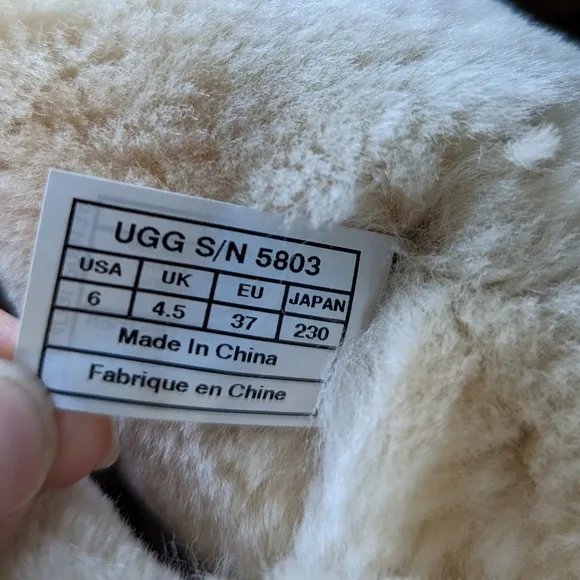 UGG S/N 5803
USA UK EU JAPAN
6 4.5 37 230
Made In China
Fabrique en Chine